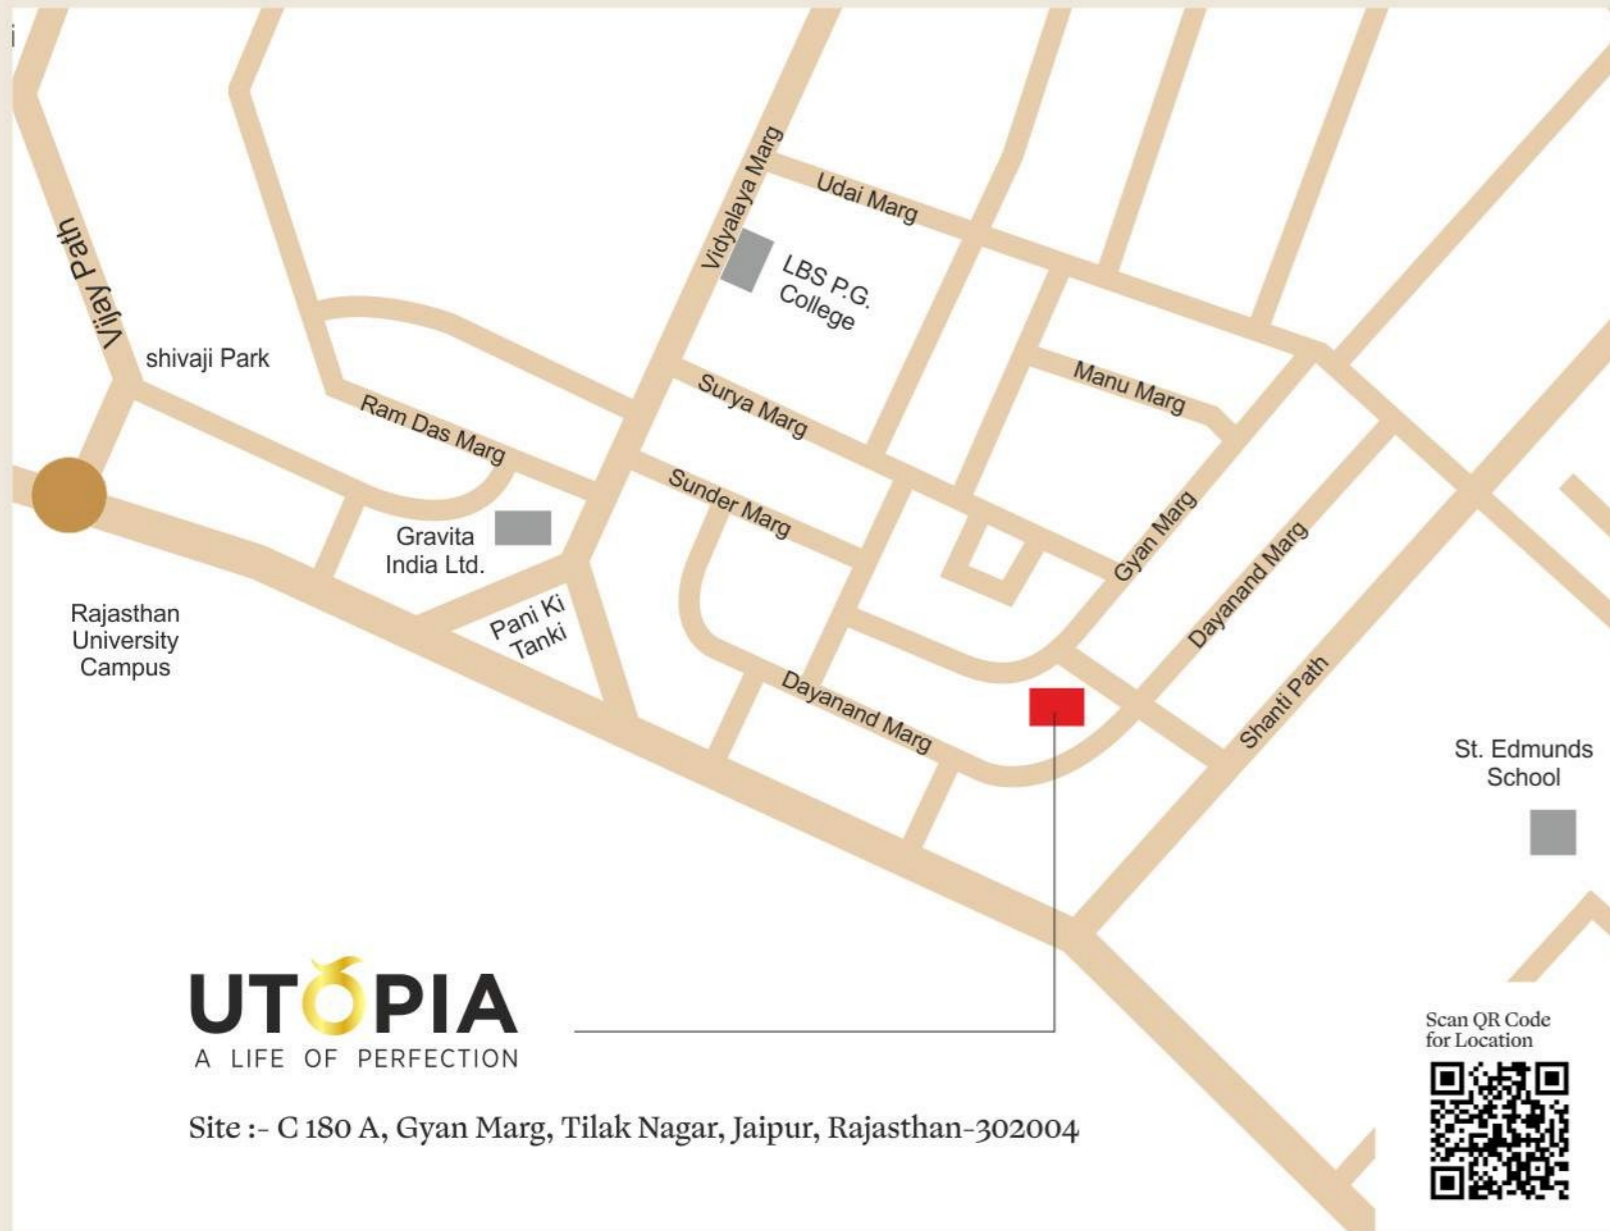 i
Vijay Path
shivaji Park
Ram Das Marg
Vidyalaya Marg
Udai Marg
LBS P.G.
College
Surya Marg
Manu Marg
Sunder Marg
Gravita
India Ltd.
Pani Ki
Tanki
Rajasthan
University
Campus
Gyan Marg
Dayanand Marg
Dayanand Marg
Shanti Path
St. Edmunds
School
UTOPIA
A LIFE OF PERFECTION
Site :- C 180 A, Gyan Marg, Tilak Nagar, Jaipur, Rajasthan-302004
Scan QR Code
for Location